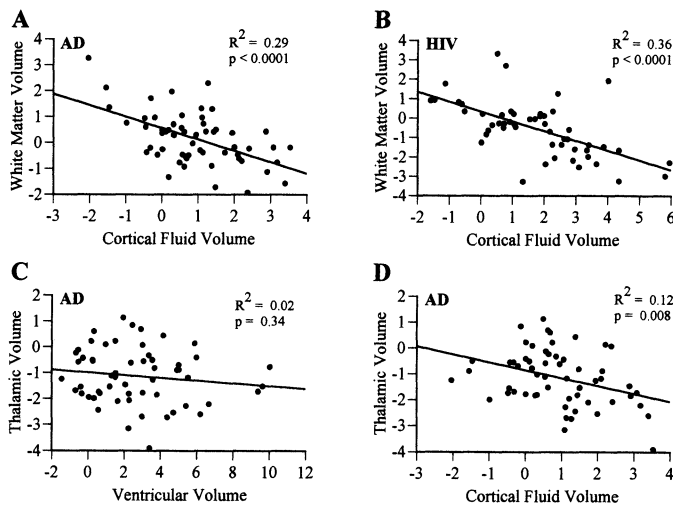 A
AD
R2 = 0.29
p < 0.0001
White Matter Volume
4
3
2
1
0
-1
-2
-3 -2 -1 0 1 2 3 4
Cortical Fluid Volume
B
HIV
R2 = 0.36
p < 0.0001
White Matter Volume
4
3
2
1
0
-1
-2
-3
-4
-2 -1 0 1 2 3 4 5 6
Cortical Fluid Volume
C
AD
R2 = 0.02
p = 0.34
Thalamic Volume
2
1
0
-1
-2
-3
-4
0 2 4 6 8 10 12
Ventricular Volume
D
AD
R2 = 0.12
p = 0.008
Thalamic Volume
2
1
0
-1
-2
-3
-4
-3 -2 -1 0 1 2 3 4
Cortical Fluid Volume